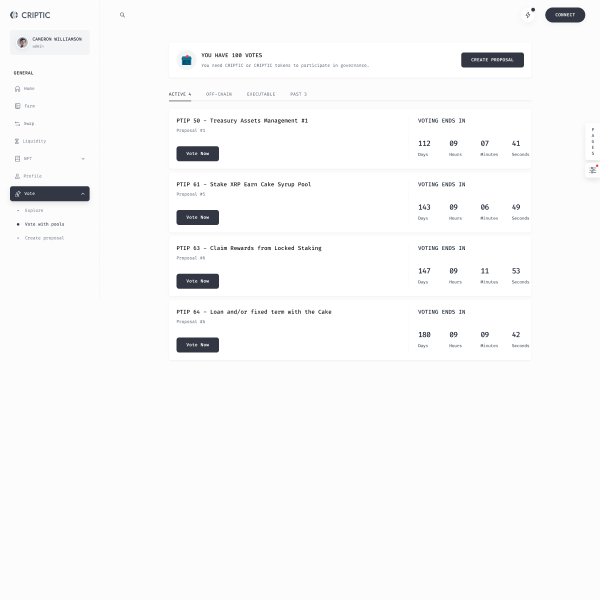 CRIPTIC
CONNECT
CAMERON WILLIAMSON
admin
GENERAL
Home
Farm
Swap
Liquidity
NFT
Profile
Vote
Explore
Vote with pools
Create proposal
YOU HAVE 100 VOTES
You need CRIPTIC or CRIPTIC tokens to participate in governance.
CREATE PROPOSAL
ACTIVE 4 OFF-CHAIN EXECUTABLE PAST 3
PTIP 50 - Treasury Assets Management #1
Proposal #1
Vote Now
VOTING ENDS IN
112 09 07 41
Days Hours Minutes Seconds
PTIP 61 - Stake XRP Earn Cake Syrup Pool
Proposal #5
Vote Now
VOTING ENDS IN
143 09 06 49
Days Hours Minutes Seconds
PTIP 63 - Claim Rewards from Locked Staking
Proposal #6
Vote Now
VOTING ENDS IN
147 09 11 53
Days Hours Minutes Seconds
PTIP 64 - Loan and/or fixed term with the Cake
Proposal #6
Vote Now
VOTING ENDS IN
180 09 09 42
Days Hours Minutes Seconds
PAGES